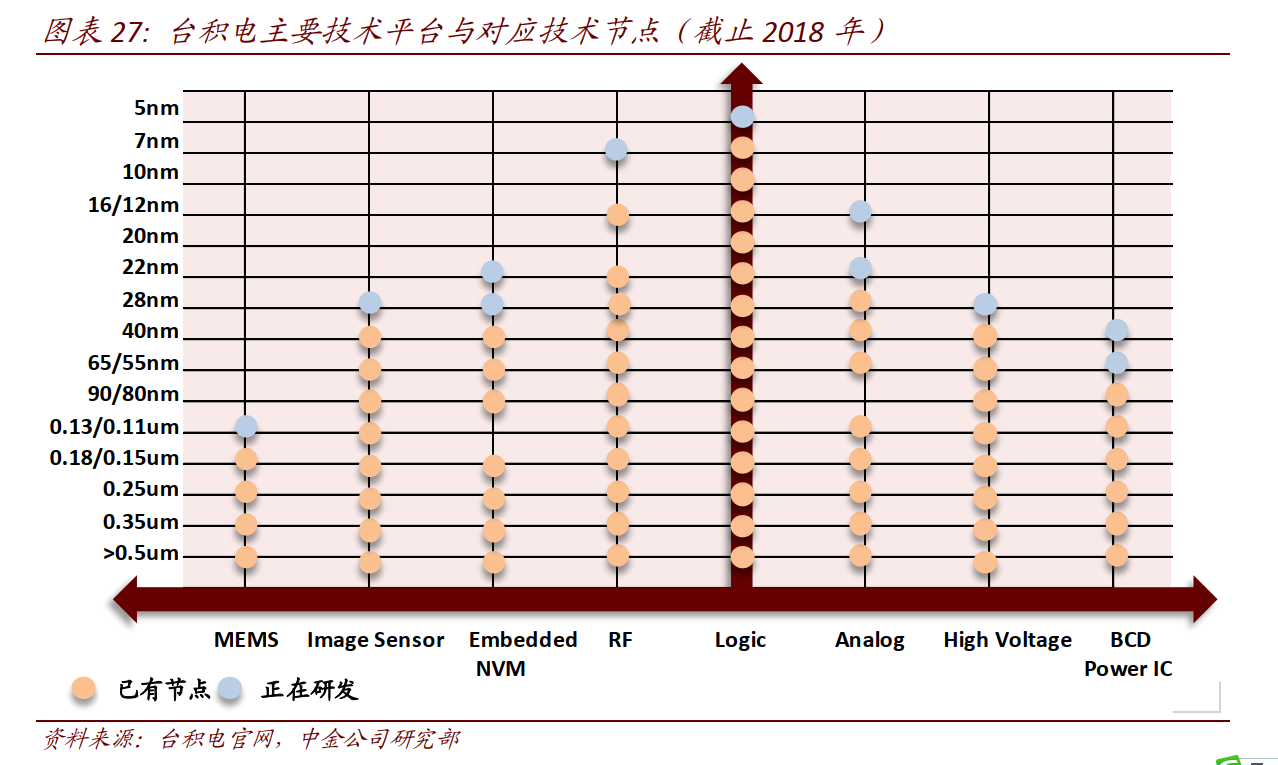 图表 27：台积电主要技术平台与对应技术节点（截止 2018 年）
5nm
7nm
10nm
16/12nm
20nm
22nm
28nm
40nm
65/55nm
90/80nm
0.13/0.11um
0.18/0.15um
0.25um
0.35um
>0.5um
MEMS Image Sensor Embedded RF Logic Analog High Voltage BCD
NVM Power IC
已有节点 正在研发
资料来源：台积电官网，中金公司研究部